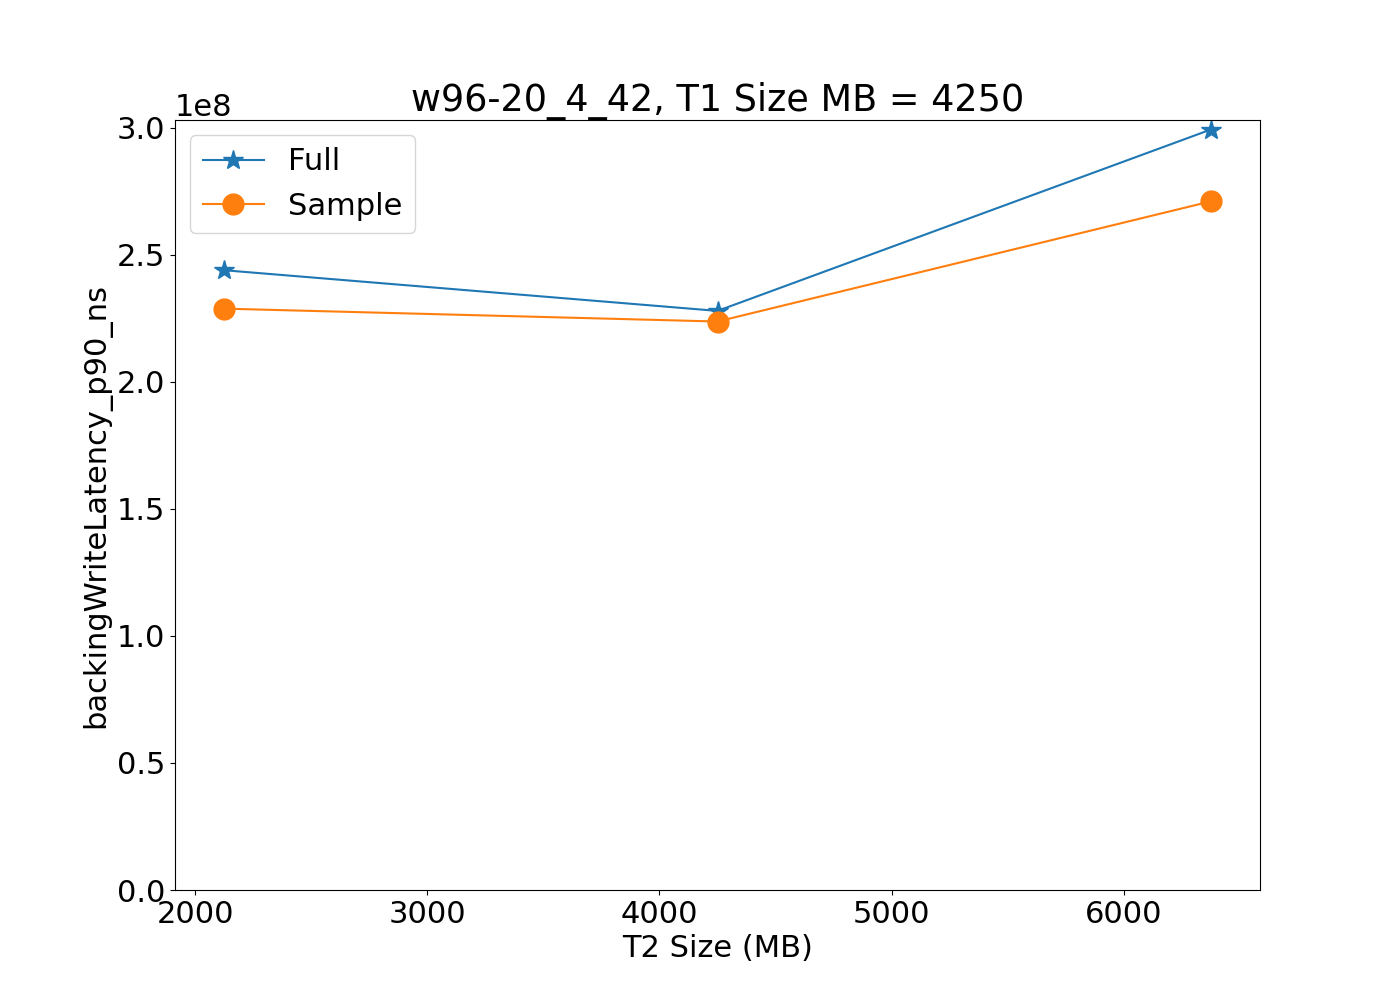 w96-20_4_42, T1 Size MB = 4250
1e8
3.0
2.5
2.0
1.5
1.0
0.5
0.0
backingWriteLatency_p90_ns
Full
Sample
2000 3000 4000 5000 6000
T2 Size (MB)